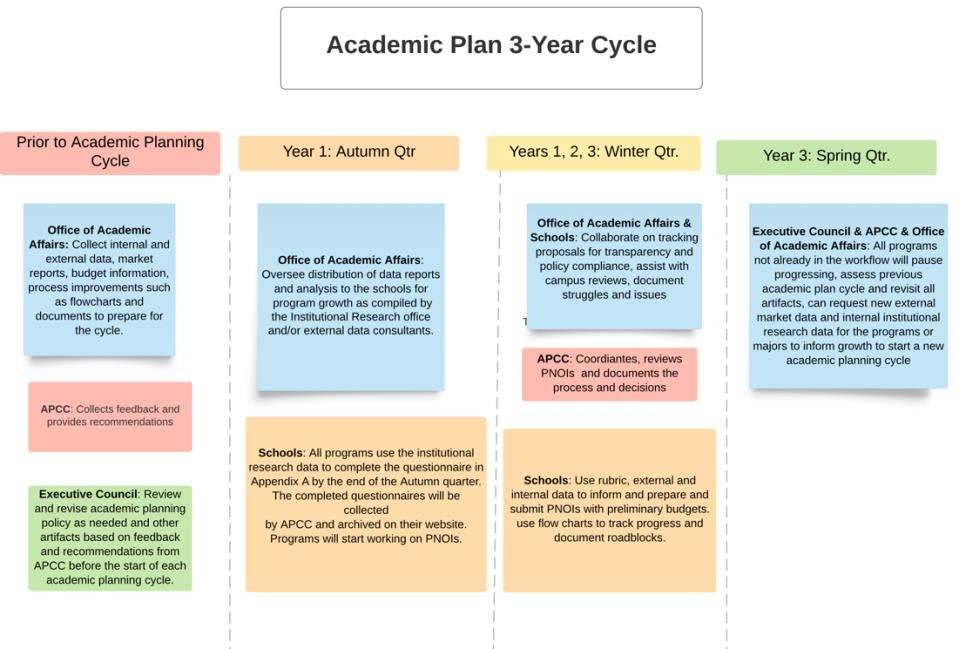 Academic Plan 3-Year Cycle
Prior to Academic Planning
Cycle
Year 1: Autumn Qtr
Years 1, 2, 3: Winter Qtr.
Year 3: Spring Qtr.
Office of Academic
Affairs: Collect internal and
external data, market
reports, budget information,
process improvements such
as flowcharts and
documents to prepare for
the cycle.
APCC: Collects feedback and
provides recommendations
Executive Council: Review
and revise academic planning
policy as needed and other
artifacts based on feedback
and recommendations from
APCC before the start of each
academic planning cycle.
Office of Academic Affairs:
Oversee distribution of data reports
and analysis to the schools for
program growth as compiled by
the Institutional Research office
and/or external data consultants.
Schools: All programs use the institutional
research data to complete the questionnaire in
Appendix A by the end of the Autumn quarter.
The completed questionnaires will be
collected
by APCC and archived on their website.
Programs will start working on PNOIs.
Office of Academic Affairs &
Schools: Collaborate on tracking
proposals for transparency and
policy compliance, assist with
campus reviews, document
struggles and issues
APCC: Coordiantes, reviews
PNOIs and documents the
process and decisions
Schools: Use rubric, external and
internal data to inform and prepare and
submit PNOIs with preliminary budgets.
use flow charts to track progress and
document roadblocks.
Executive Council & APCC & Office
of Academic Affairs: All programs
not already in the workflow will pause
progressing, assess previous
academic plan cycle and revisit all
artifacts, can request new external
market data and internal institutional
research data for the programs or
majors to inform growth to start a new
academic planning cycle